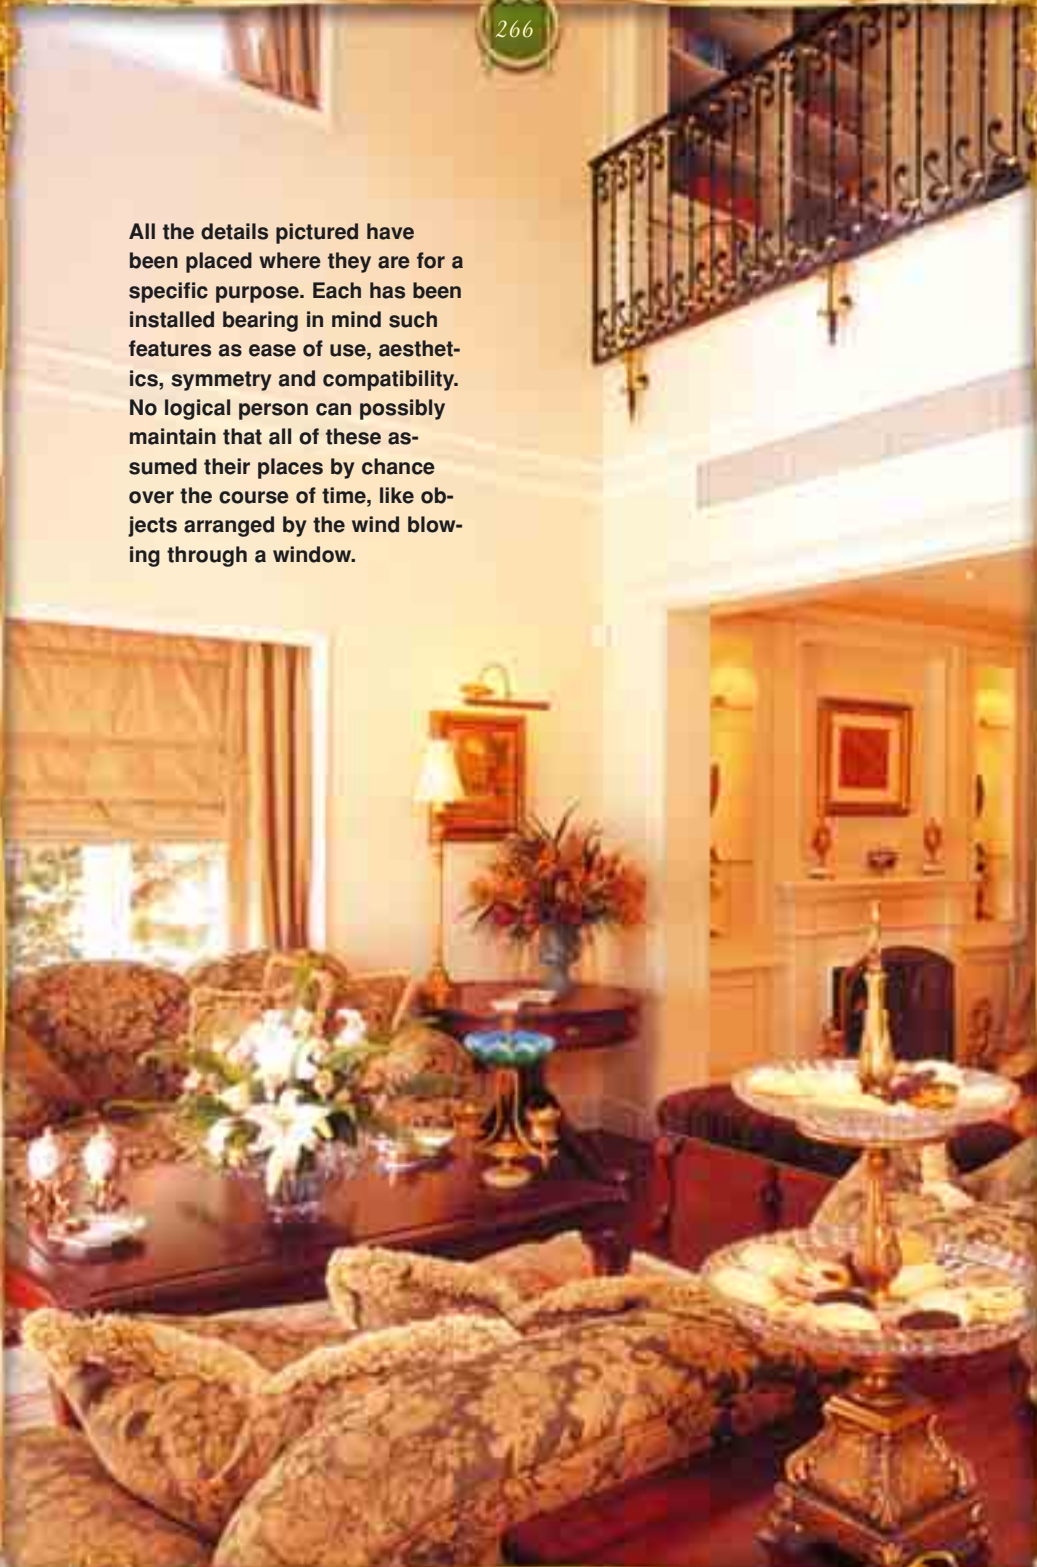 266
All the details pictured have
been placed where they are for a
specific purpose. Each has been
installed bearing in mind such
features as ease of use, aesthet-
ics, symmetry and compatibility.
No logical person can possibly
maintain that all of these as-
sumed their places by chance
over the course of time, like ob-
jects arranged by the wind blow-
ing through a window.